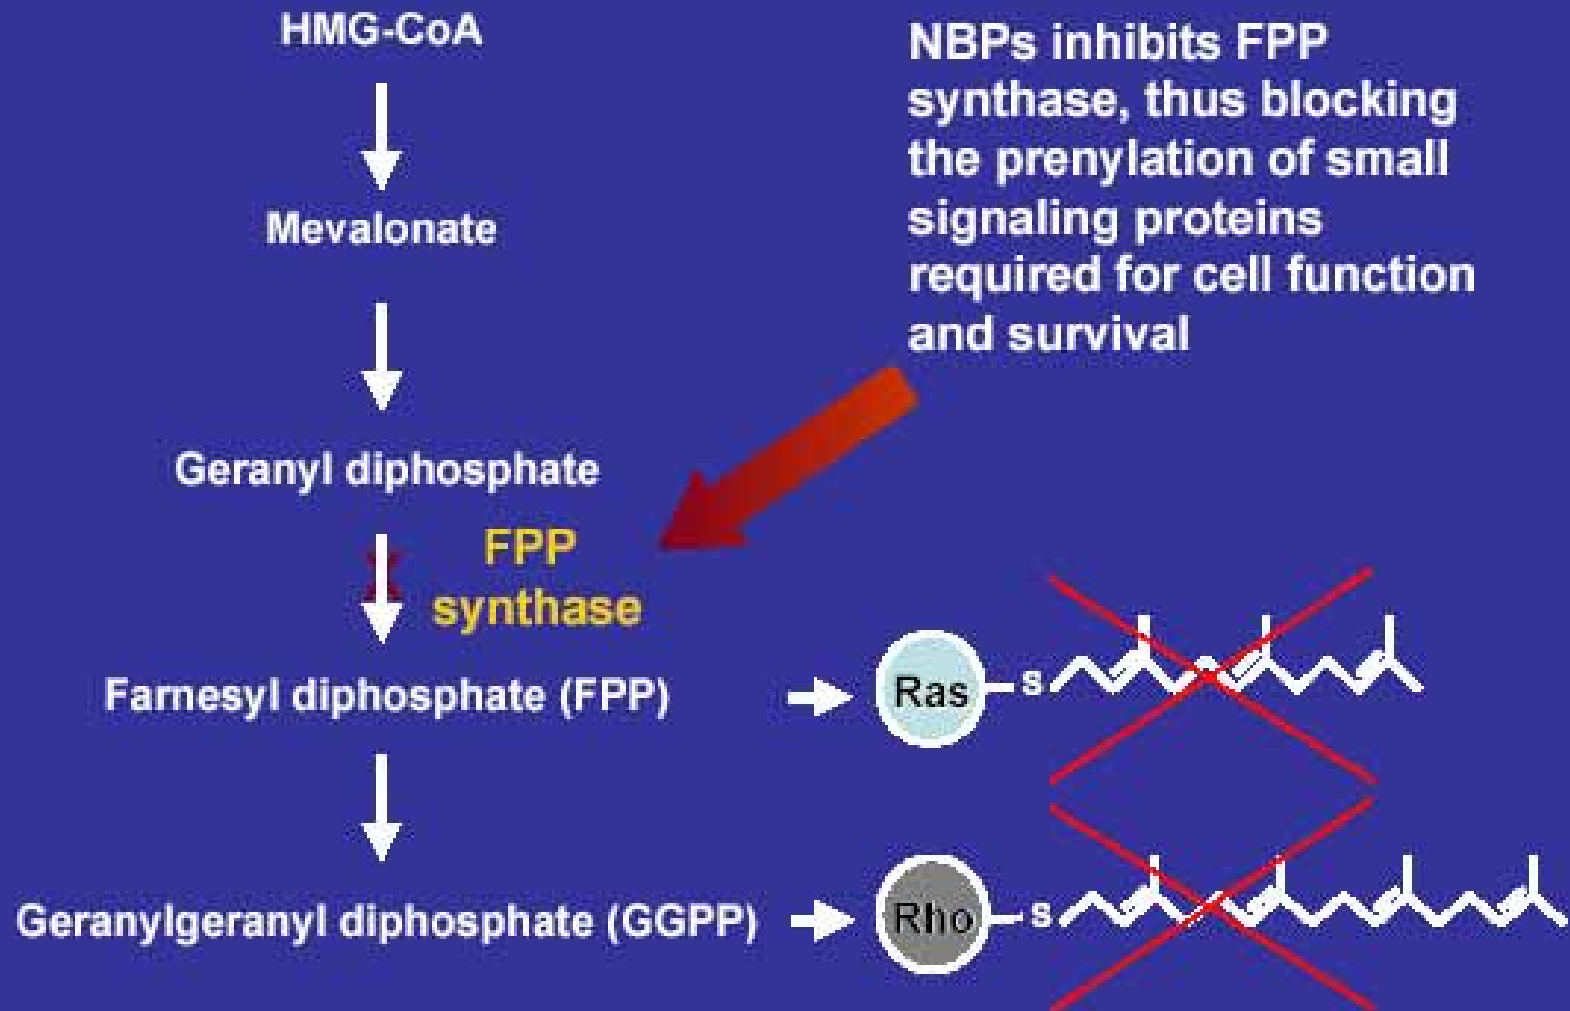 HMG-CoA
NBPs inhibits FPP
synthase, thus blocking
the prenylation of small
signaling proteins
required for cell function
and survival
Mevalonate
Geranyl diphosphate
FPP
synthase
Farnesyl diphosphate (FPP)
Ras
S
Geranylgeranyl diphosphate (GGPP)
Rho
S